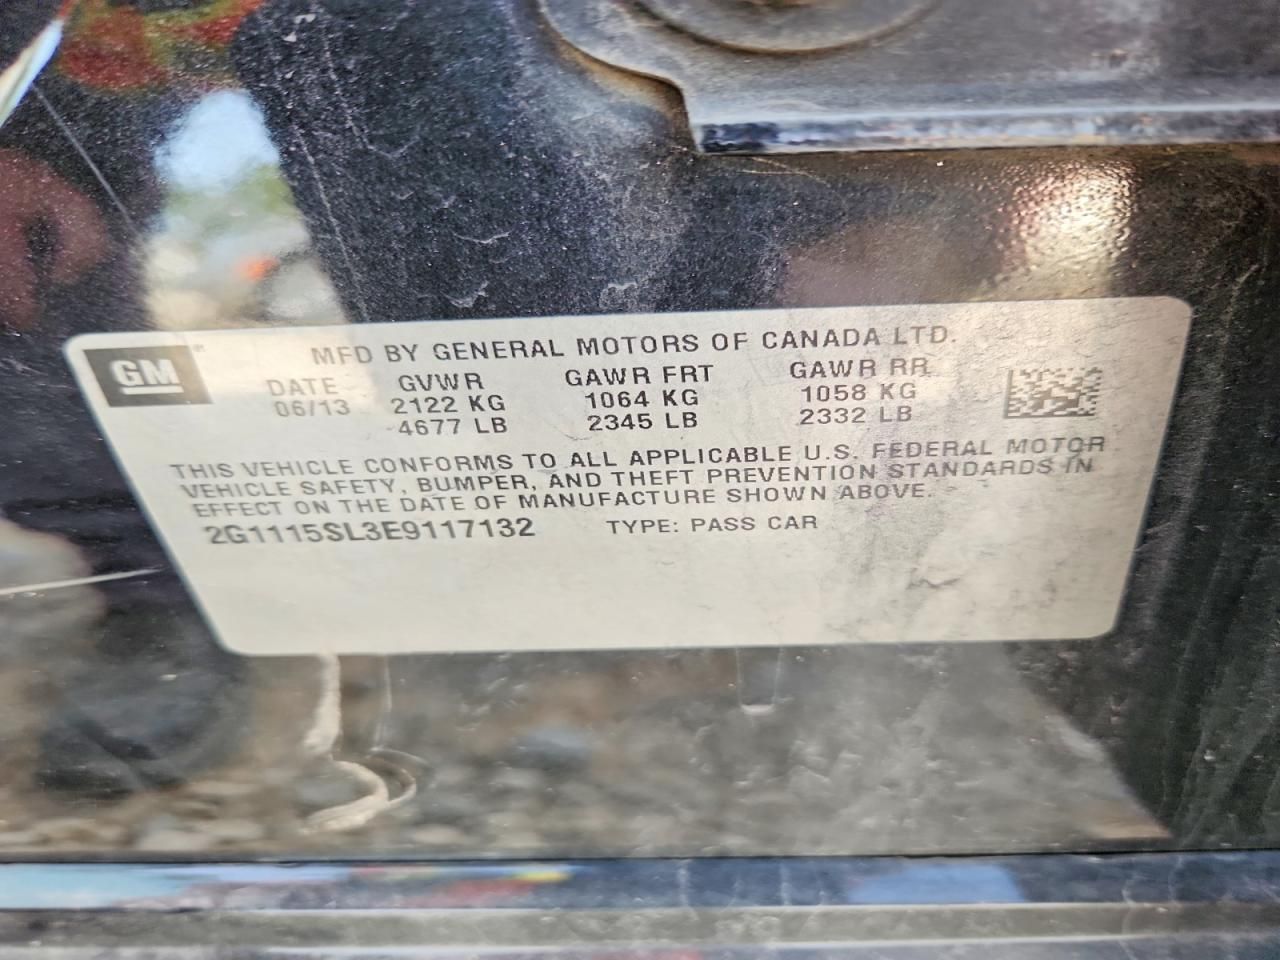 GM
MFD BY GENERAL MOTORS OF CANADA LTD.
DATE GVWR GAWR FRT GAWR RR
06/13 2122 KG 1064 KG 1058 KG
4677 LB 2345 LB 2332 LB
THIS VEHICLE CONFORMS TO ALL APPLICABLE U.S. FEDERAL MOTOR
VEHICLE SAFETY, BUMPER, AND THEFT PREVENTION STANDARDS IN
EFFECT ON THE DATE OF MANUFACTURE SHOWN ABOVE.
2G1115SL3E9117132 TYPE: PASS CAR